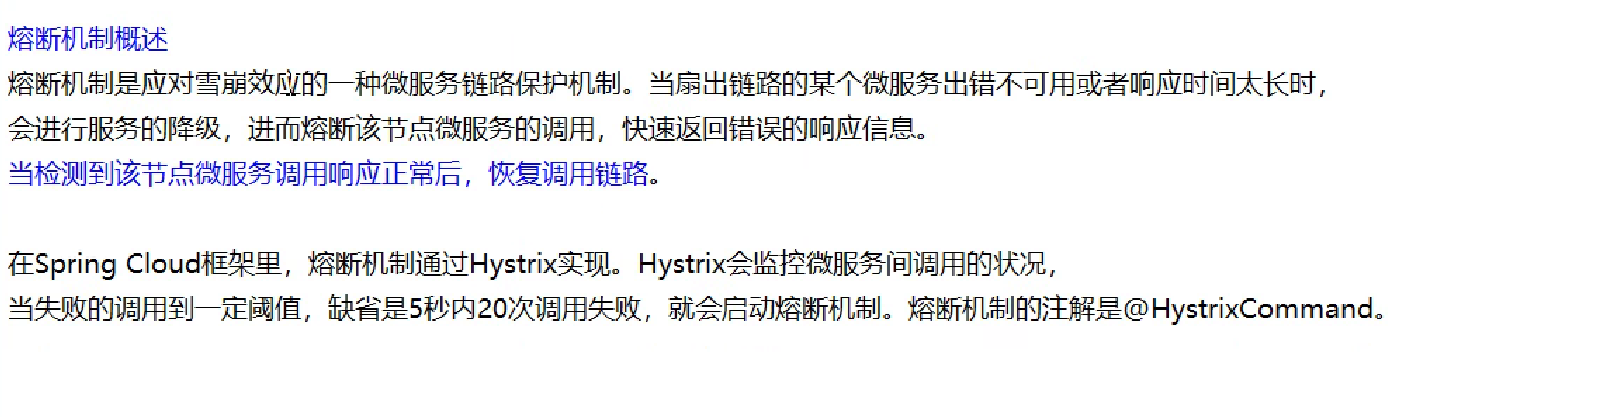 熔断机制概述
熔断机制是应对雪崩效应的一种微服务链路保护机制。当扇出链路的某个微服务出错不可用或者响应时间太长时，
会进行服务的降级，进而熔断该节点微服务的调用，快速返回错误的响应信息。
当检测到该节点微服务调用响应正常后，恢复调用链路。
在Spring Cloud框架里，熔断机制通过Hystrix实现。Hystrix会监控微服务间调用的状况，
当失败的调用到一定阈值，缺省是5秒内20次调用失败，就会启动熔断机制。熔断机制的注解是@HystrixCommand。